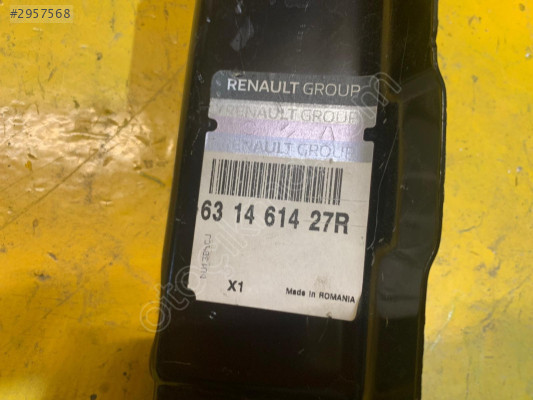 #2957568
RENAULT GROUP
RENAULT GROUP
RENAULT GROUP
63 14 614 27R
X1
Made in ROMANIA